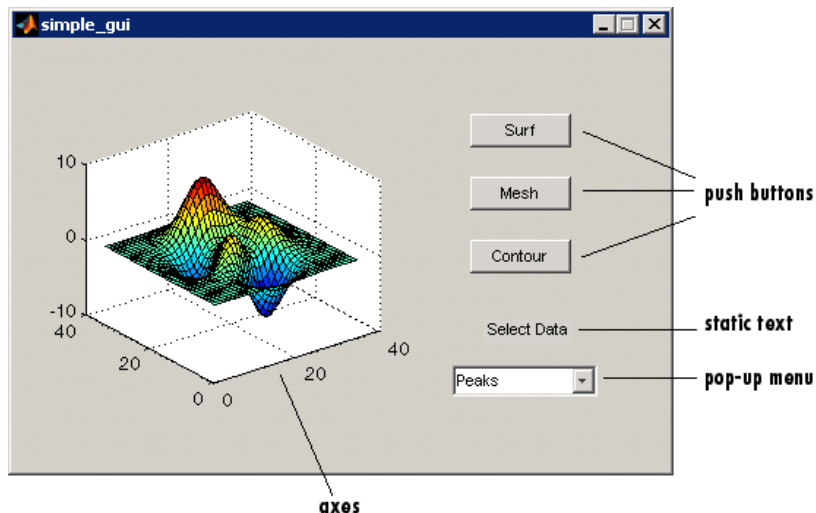 simple_gui
Surf
Mesh
push buttons
Contour
Select Data
static text
Peaks
pop-up menu
10
0
-10
40
20
0
0
20
40
axes